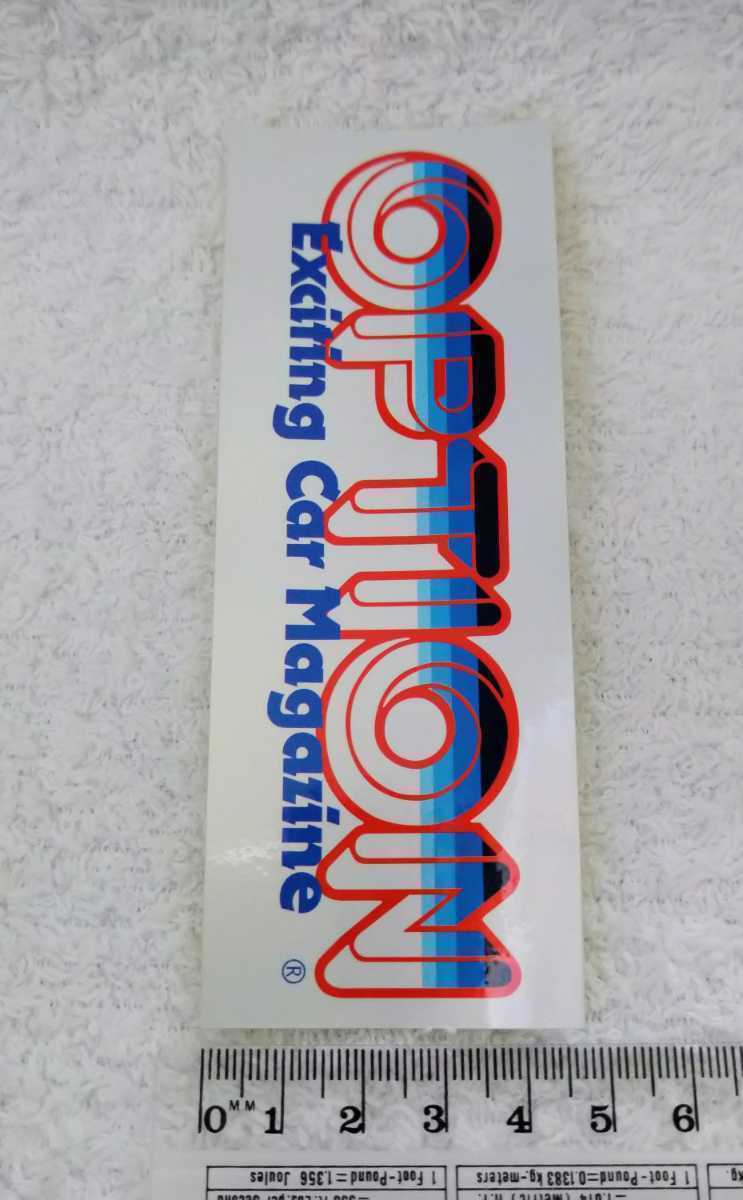 OPTION
Exciting Car Magazine
®
0 MM 1 2 3 4 5 6
1 Foot-Pound=1.356 Joules
1 Foot-Pound=0.1383 kg-meters